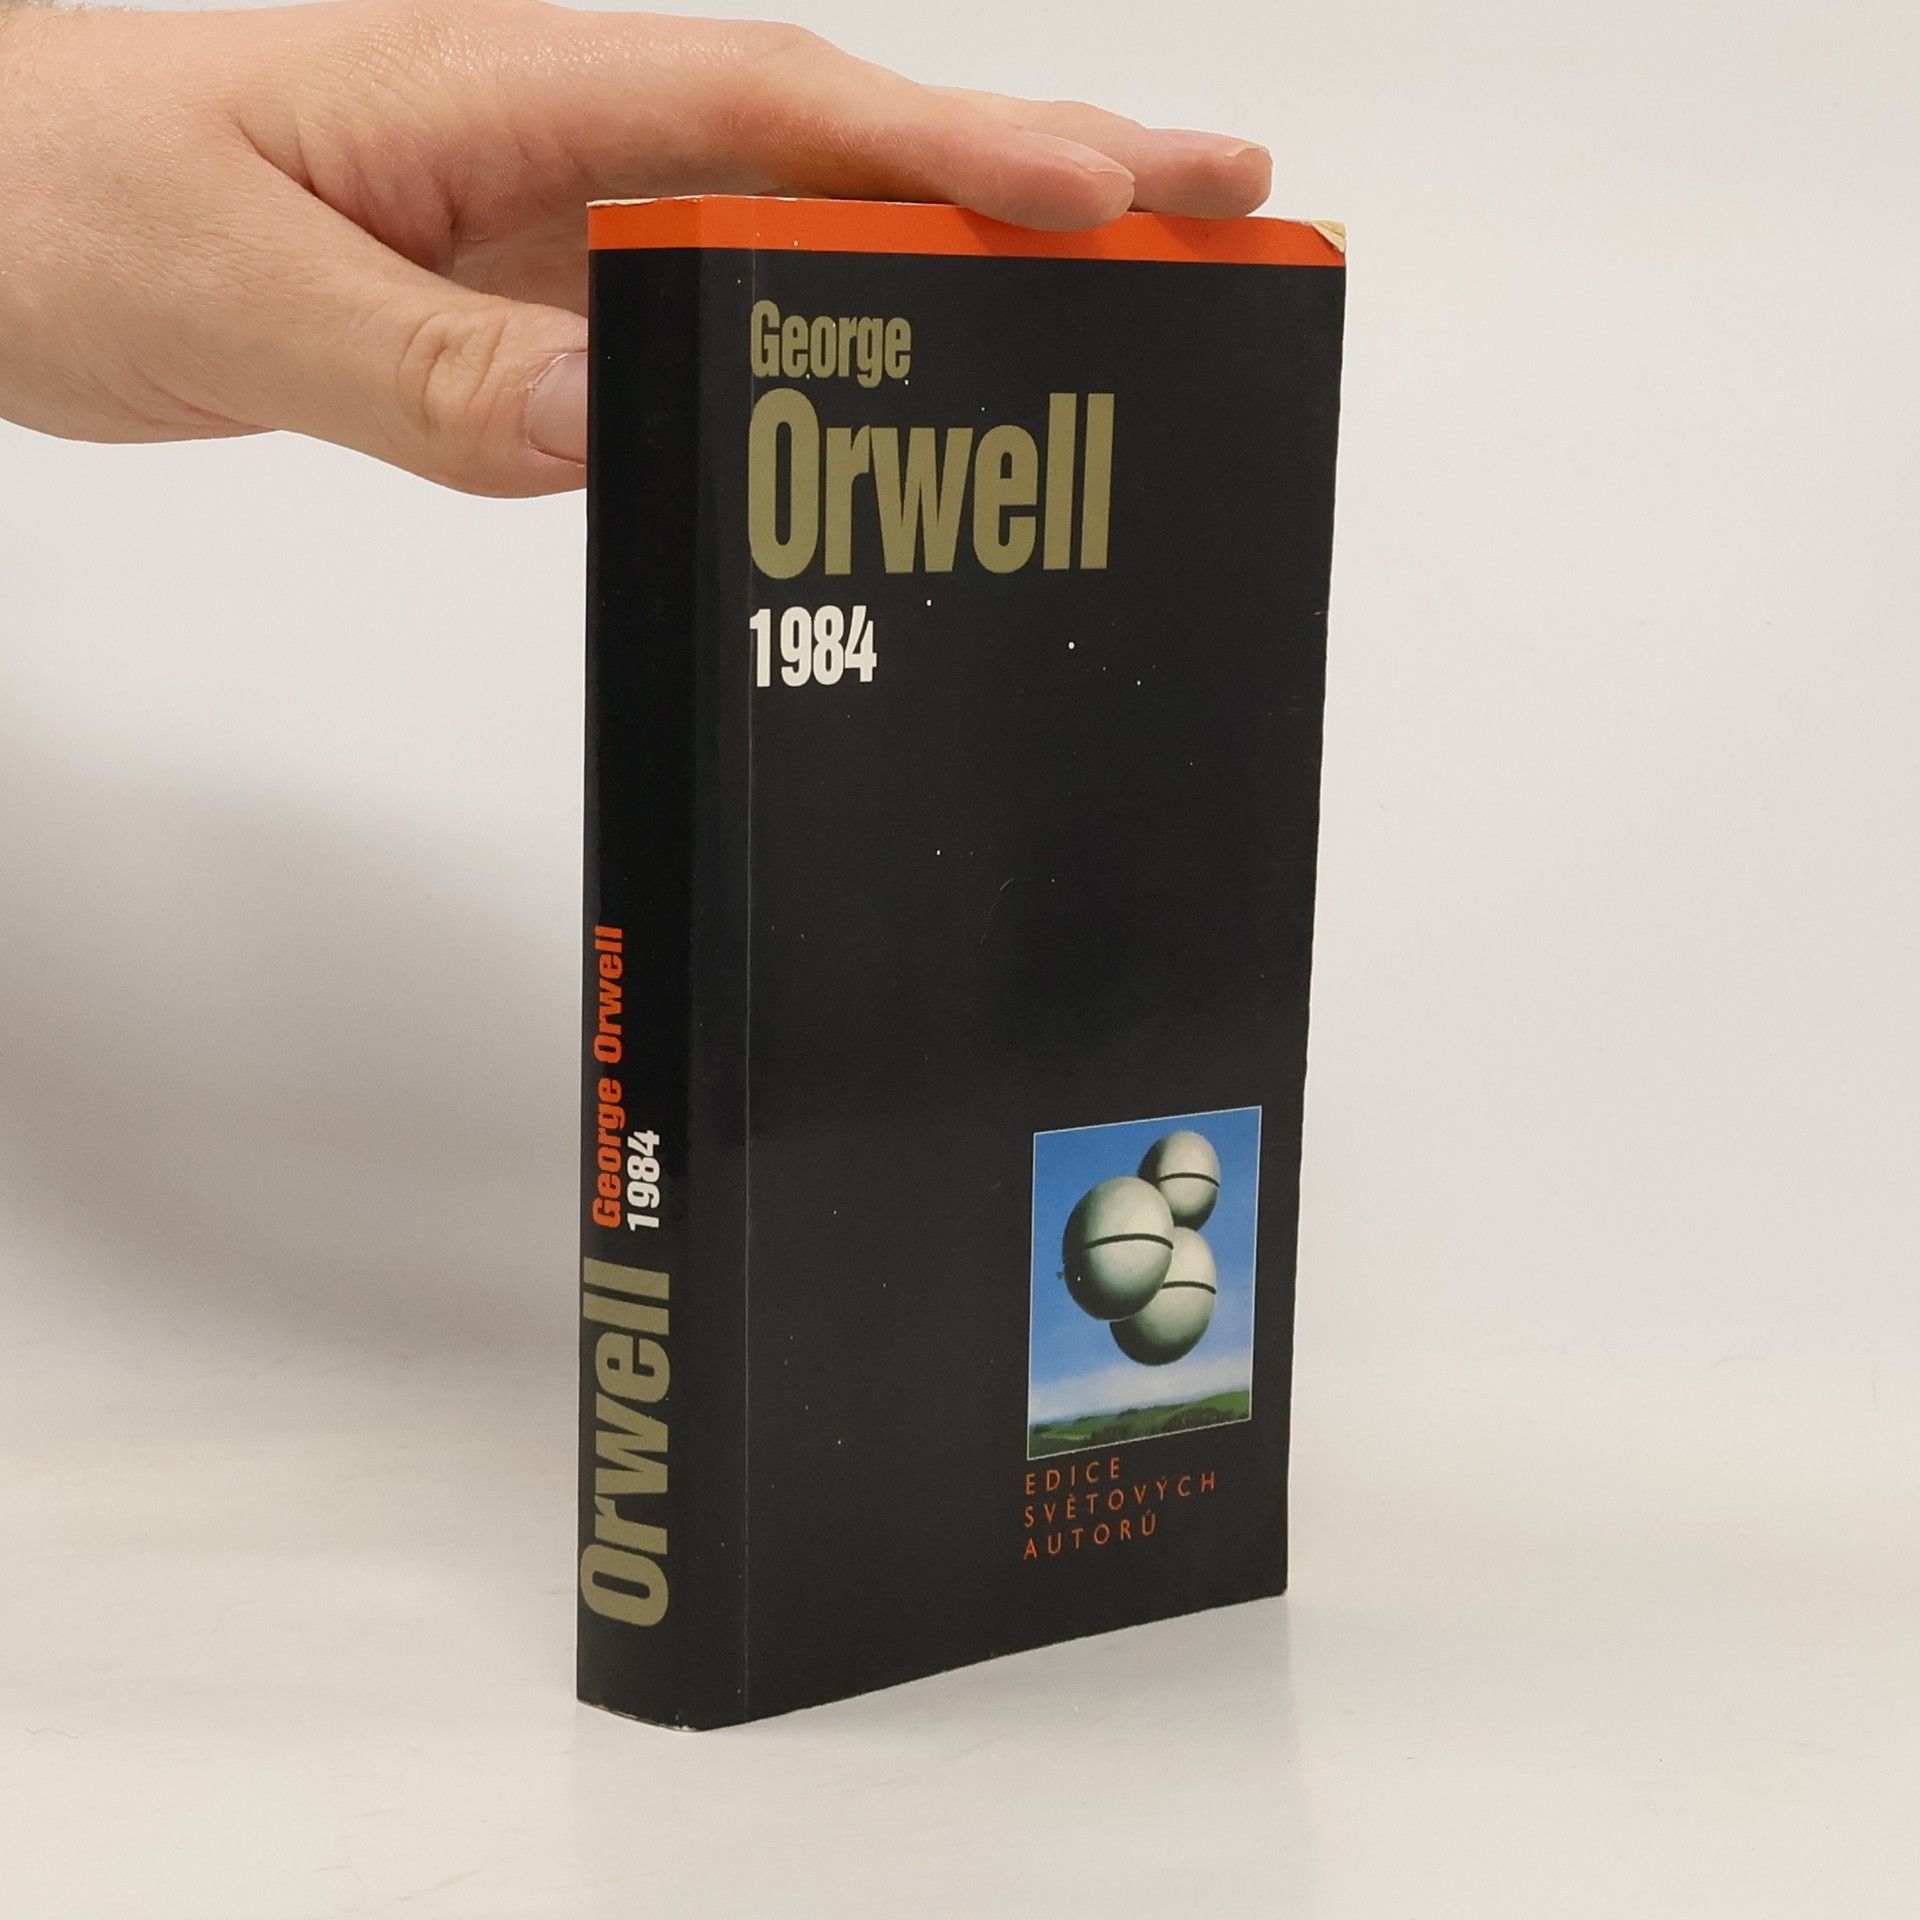 George
Orwell
1984
EDICE
SVĚTOVÝCH
AUTORŮ
Orwell
George Orwell
1984